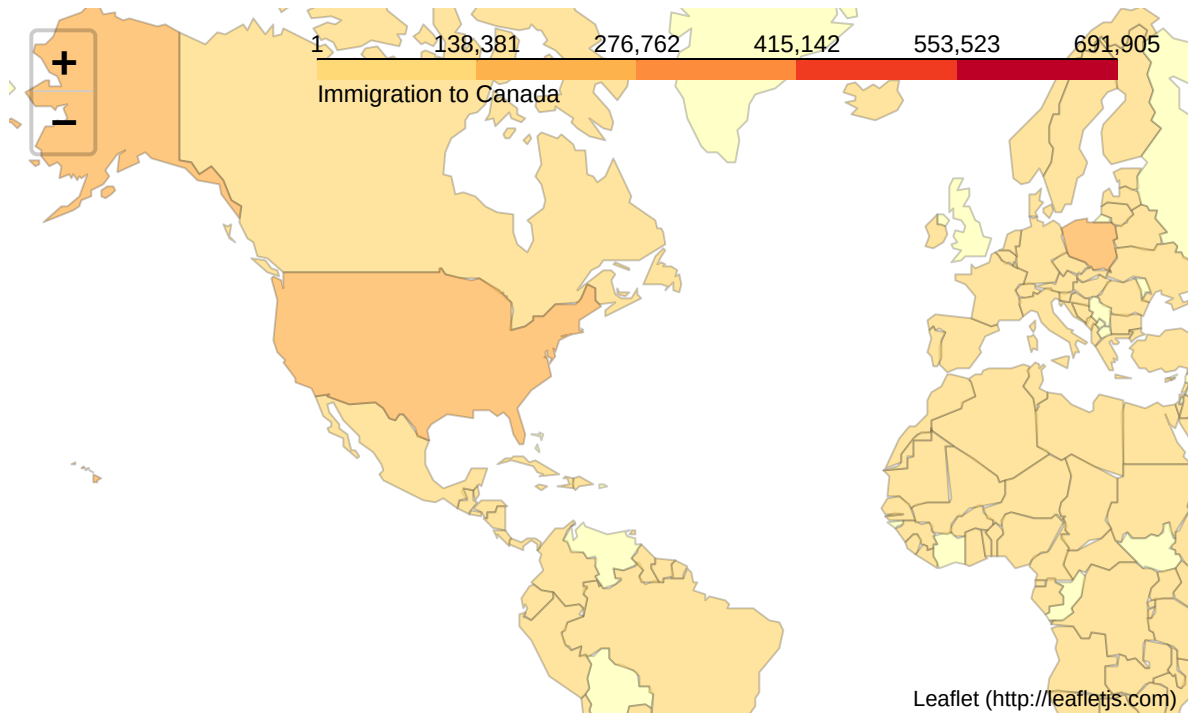 +
−
1 138,381 276,762 415,142 553,523 691,905
Immigration to Canada
Leaflet (http://leafletjs.com)